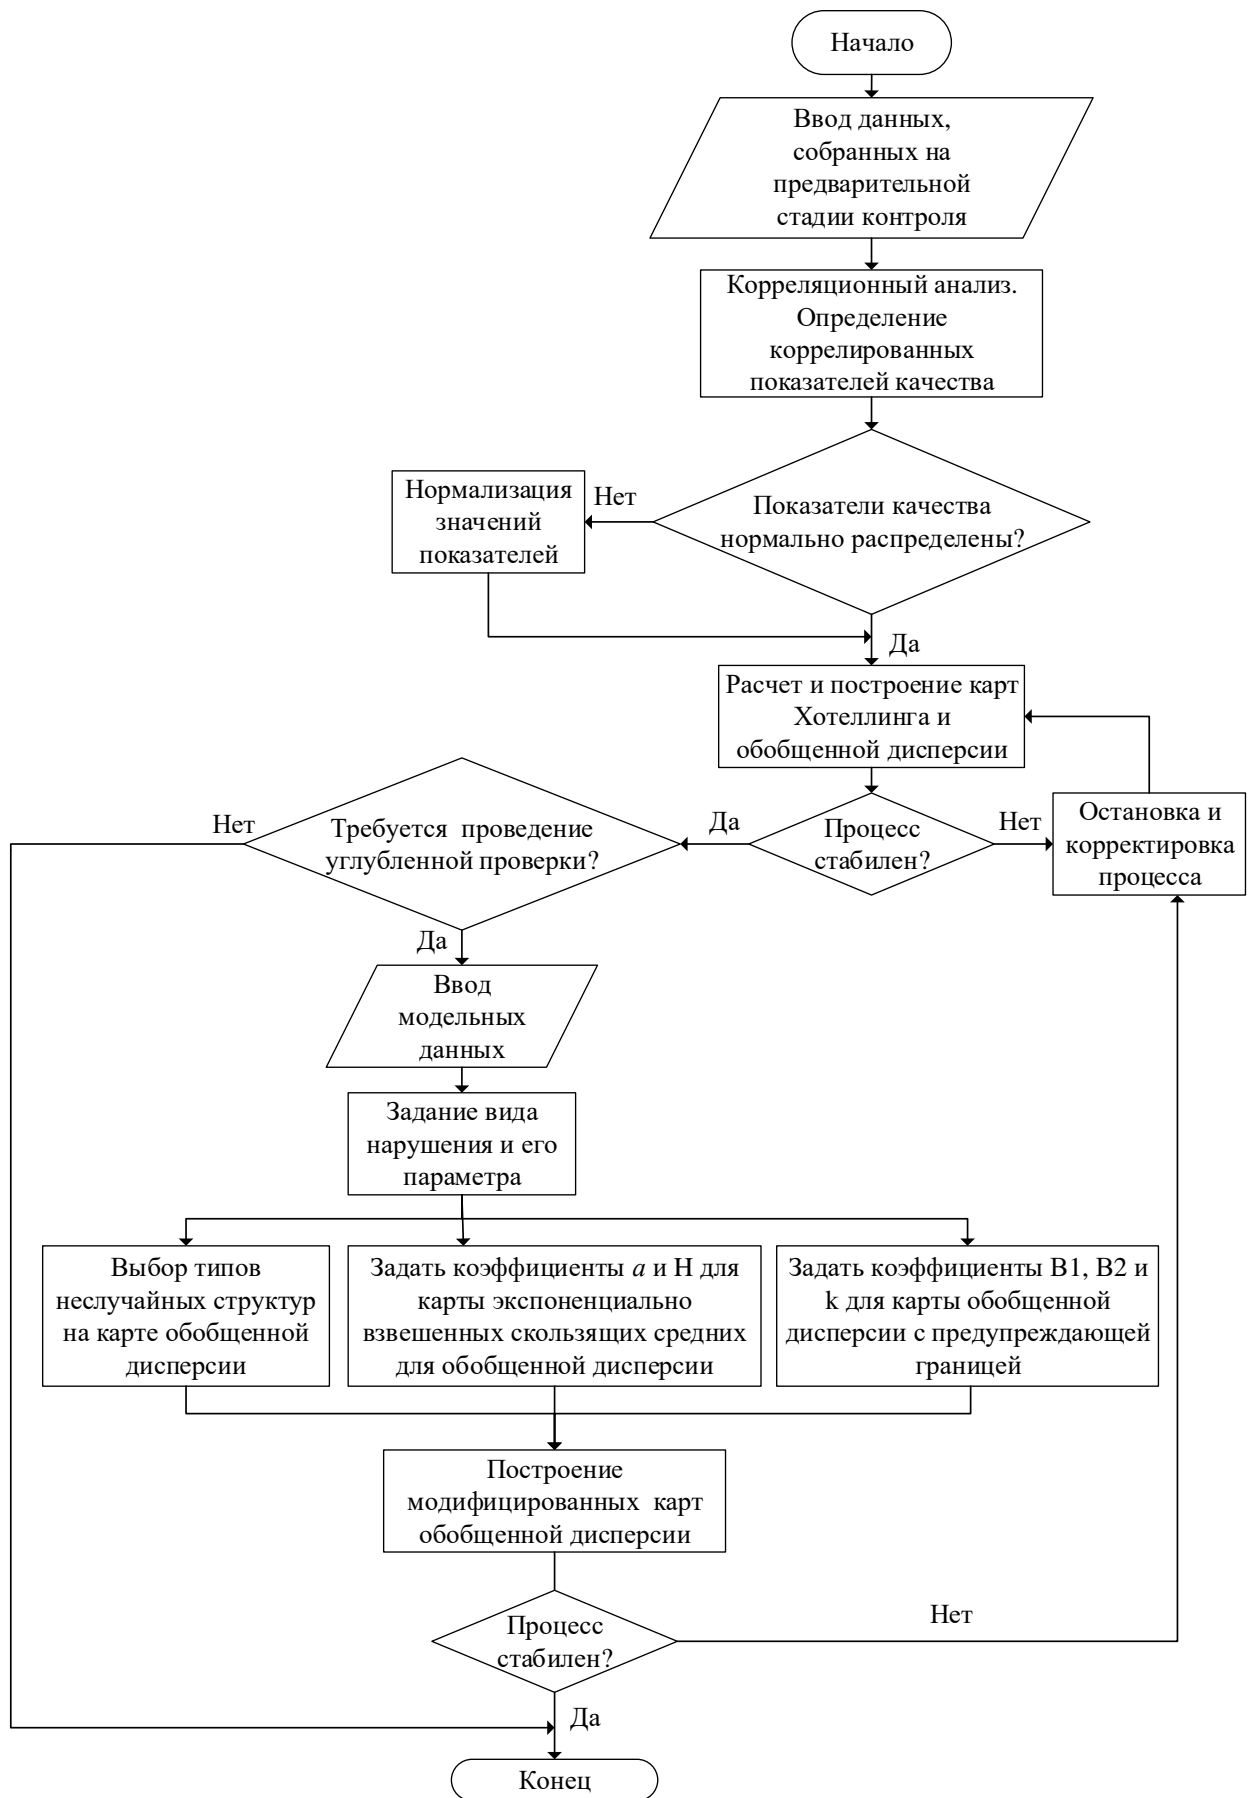 Начало
Ввод данных,
собранных на
предварительной
стадии контроля
Корреляционный анализ.
Определение
коррелированных
показателей качества
Показатели качества
нормально распределены?
Нет
Нормализация
значений
показателей
Да
Расчет и построение карт
Хотеллинга и
обобщенной дисперсии
Процесс
стабилен?
Нет
Остановка и
корректировка
процесса
Да
Требуется проведение
углубленной проверки?
Нет
Да
Ввод
модельных
данных
Задание вида
нарушения и его
параметра
Выбор типов
неслучайных структур
на карте обобщенной
дисперсии
Задать коэффициенты a и H для
карты экспоненциально
взвешенных скользящих средних
для обобщенной дисперсии
Задать коэффициенты B1, B2 и
k для карты обобщенной
дисперсии с предупреждающей
границей
Построение
модифицированных карт
обобщенной дисперсии
Процесс
стабилен?
Нет
Да
Конец